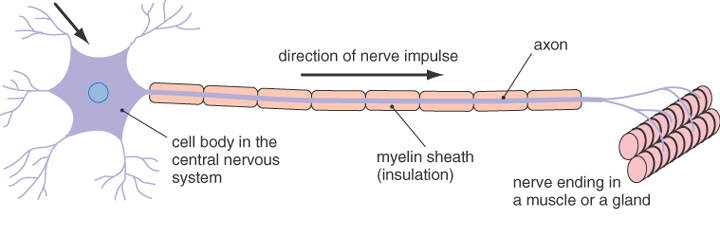 direction of nerve impulse
axon
cell body in the
central nervous
system
myelin sheath
(insulation)
nerve ending in
a muscle or a gland